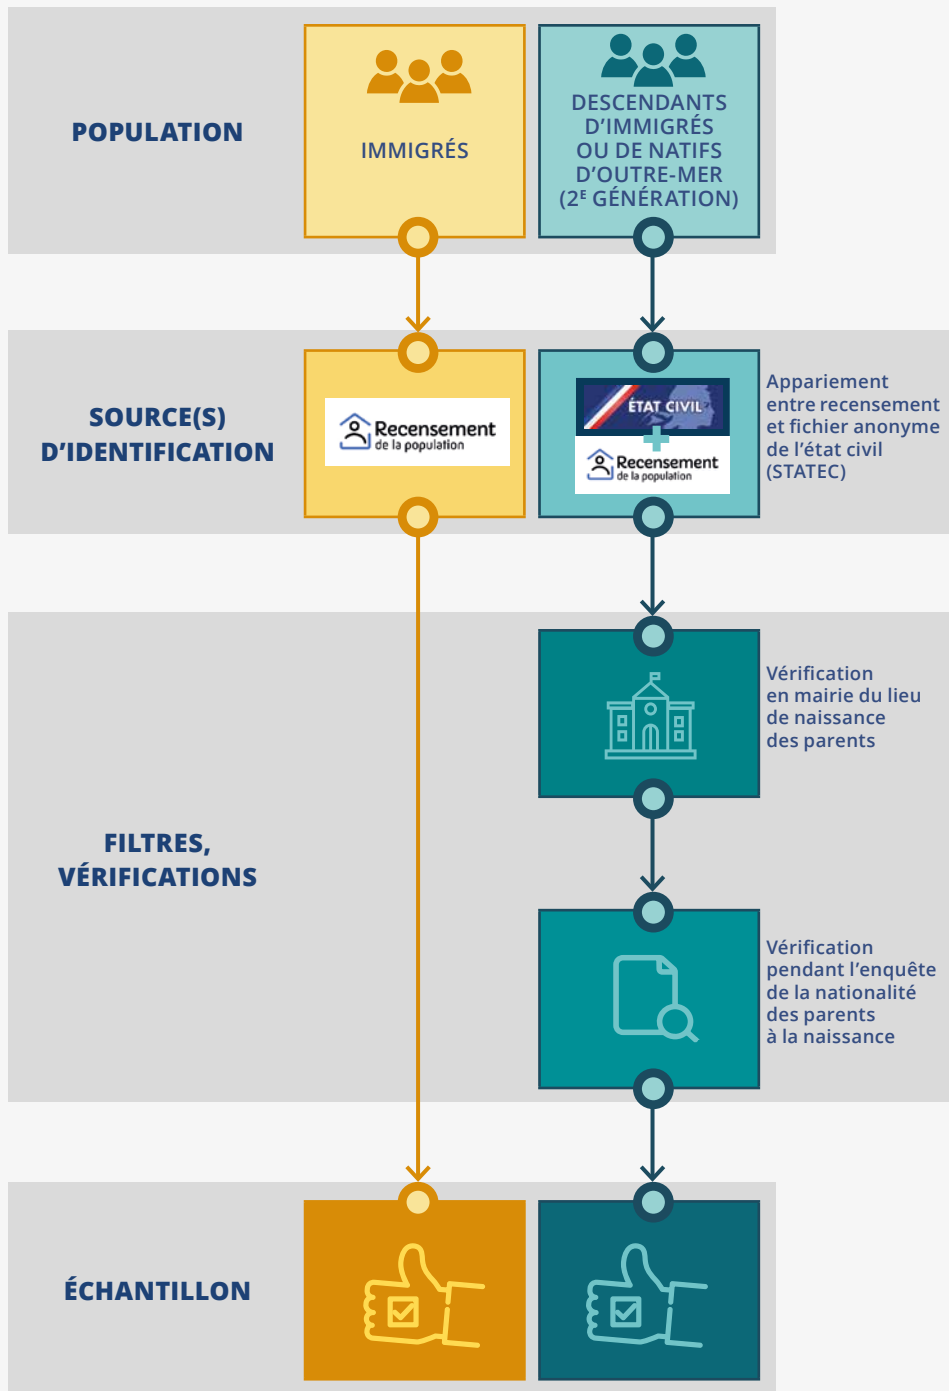 POPULATION
IMMIGRÉS
DESCENDANTS
D'IMMIGRÉS
OU DE NATIFS
D'OUTRE-MER
(2E GÉNÉRATION)
SOURCE(S)
D'IDENTIFICATION
Recensement
de la population
ÉTAT CIVIL
+
Recensement
de la population
Appariement
entre recensement
et fichier anonyme
de l'état civil
(STATEC)
FILTRES,
VÉRIFICATIONS
Vérification
en mairie du lieu
de naissance
des parents
Vérification
pendant l'enquête
de la nationalité
des parents
à la naissance
ÉCHANTILLON